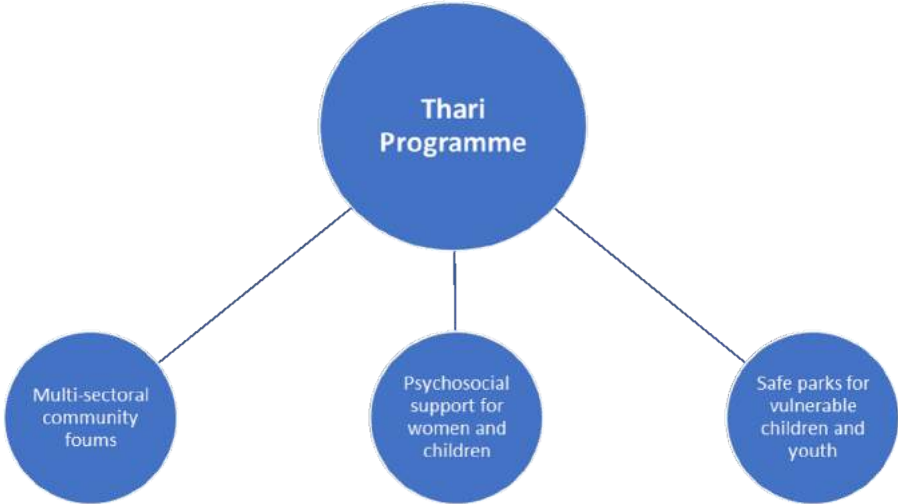 Thari
Programme
Multi-sectoral
community
foums
Psychosocial
support for
women and
children
Safe parks for
vulnerable
children and
youth